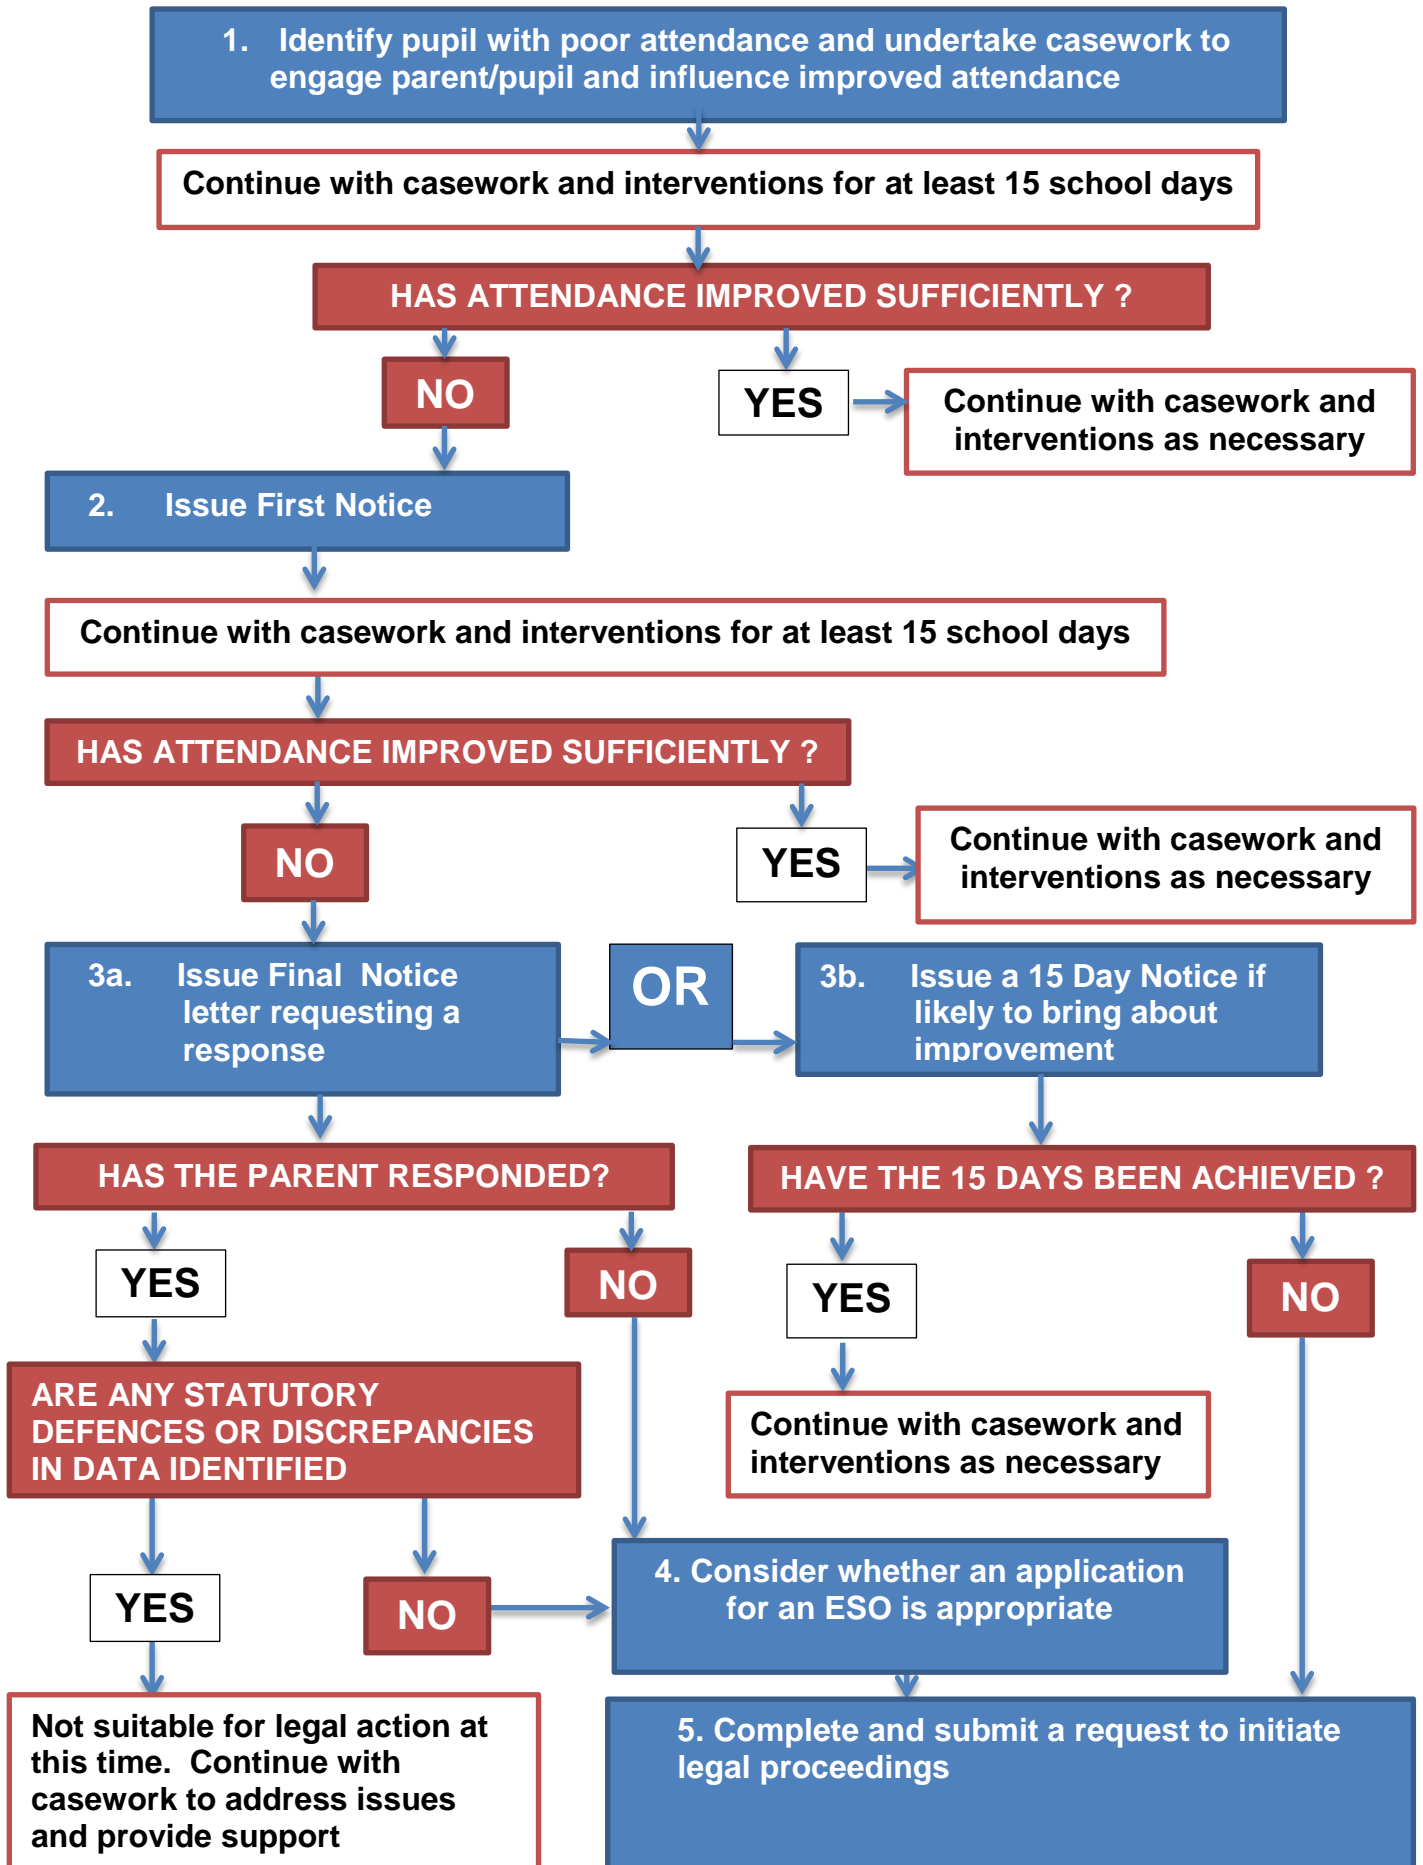 1. Identify pupil with poor attendance and undertake casework to
engage parent/pupil and influence improved attendance
Continue with casework and interventions for at least 15 school days
HAS ATTENDANCE IMPROVED SUFFICIENTLY ?
NO
YES
Continue with casework and
interventions as necessary
2. Issue First Notice
Continue with casework and interventions for at least 15 school days
HAS ATTENDANCE IMPROVED SUFFICIENTLY ?
NO
YES
Continue with casework and
interventions as necessary
3a. Issue Final Notice
letter requesting a
response
OR
3b. Issue a 15 Day Notice if
likely to bring about
improvement
HAS THE PARENT RESPONDED?
HAVE THE 15 DAYS BEEN ACHIEVED ?
YES
NO
YES
NO
ARE ANY STATUTORY
DEFENCES OR DISCREPANCIES
IN DATA IDENTIFIED
Continue with casework and
interventions as necessary
YES
NO
4. Consider whether an application
for an ESO is appropriate
Not suitable for legal action at
this time. Continue with
casework to address issues
and provide support
5. Complete and submit a request to initiate
legal proceedings